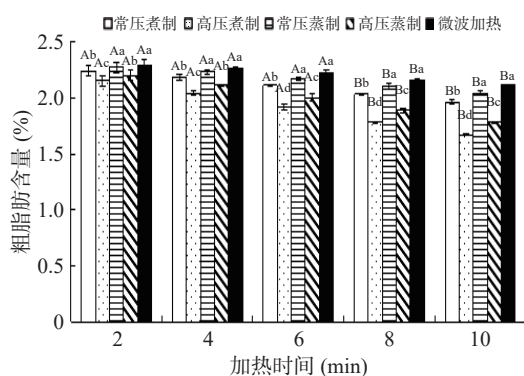 常压煮制 高压煮制 常压蒸制 高压蒸制 微波加热
2.5
2.0
1.5
1.0
0.5
0
粗脂肪含量 (%)
Ab Ac Aa Ab Aa
Ab Ac Aa Ab Aa
Ab Ad Aa Ac Aa
Bb Bd Ba Bc Ba
Bb Bd Ba Bc Ba
2 4 6 8 10
加热时间 (min)